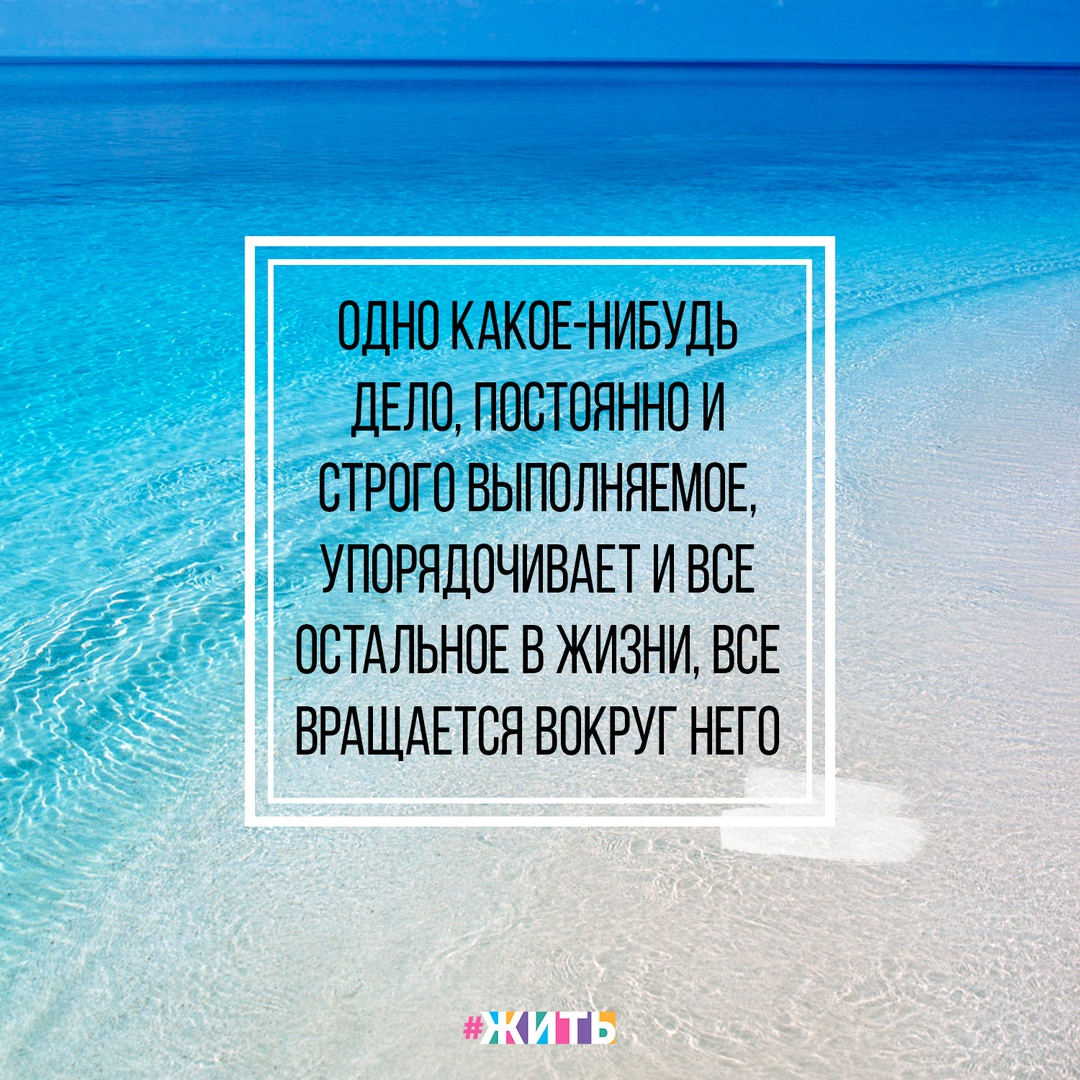 ОДНО КАКОЕ-НИБУДЬ
ДЕЛО, ПОСТОЯННО И
СТРОГО ВЫПОЛНЯЕМОЕ,
УПОРЯДОЧИВАЕТ И ВСЕ
ОСТАЛЬНОЕ В ЖИЗНИ, ВСЕ
ВРАЩАЕТСЯ ВОКРУГ НЕГО
#ЖИТЬ